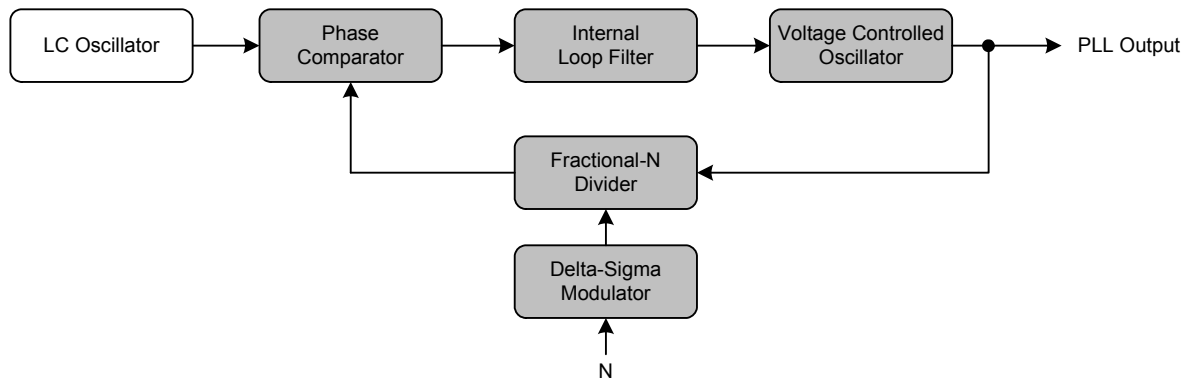 LC Oscillator
Phase
Comparator
Internal
Loop Filter
Voltage Controlled
Oscillator
PLL Output
Fractional-N
Divider
Delta-Sigma
Modulator
N